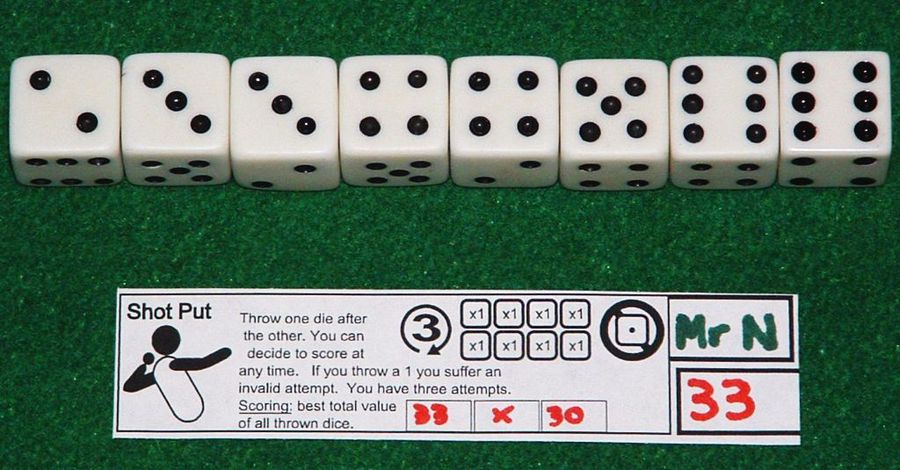 Shot Put
Throw one die after
the other. You can
decide to score at
any time. If you throw a 1 you suffer an
invalid attempt. You have three attempts.
Scoring: best total value
of all thrown dice.
33 x 30
3
x1 x1 x1 x1
x1 x1 x1 x1
Mr N
33